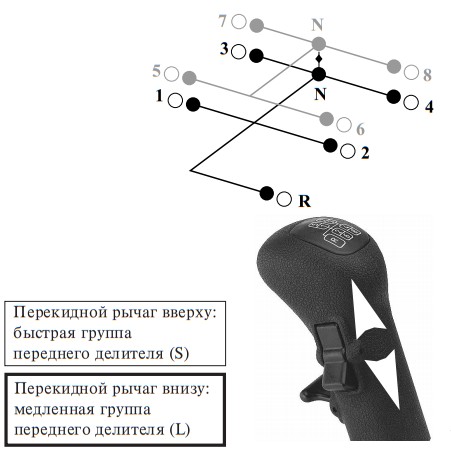 7
N
3
8
5
N
4
1
6
2
R
Перекидной рычаг вверху:
быстрая группа
переднего делителя (S)
Перекидной рычаг внизу:
медленная группа
переднего делителя (L)